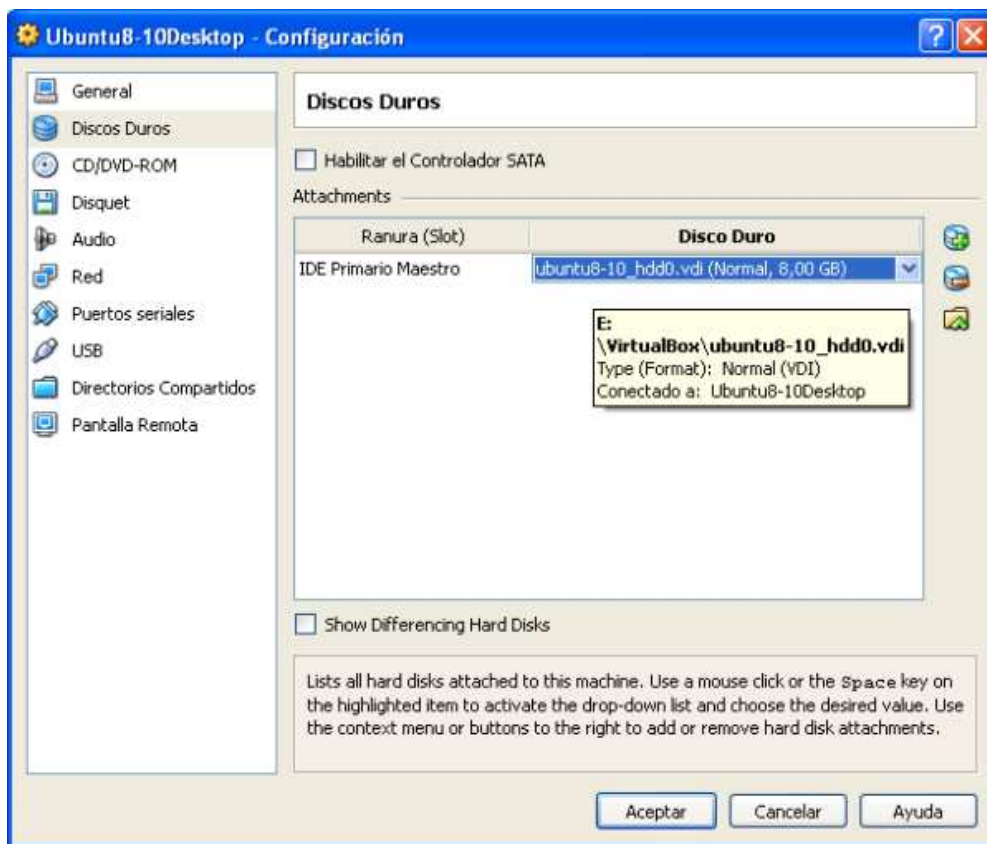 Ubuntu8-10Desktop - Configuración
General
Discos Duros
CD/DVD-ROM
Disquet
Audio
Red
Puertos seriales
USB
Directorios Compartidos
Pantalla Remota
Discos Duros
Habilitar el Controlador SATA
Attachments
Ranura (Slot) Disco Duro
IDE Primario Maestro ubuntu8-10_hdd0.vdi (Normal, 8,00 GB)
E:
\VirtualBox\ubuntu8-10_hdd0.vdi
Type (Format): Normal (VDI)
Conectado a: Ubuntu8-10Desktop
Show Differencing Hard Disks
Lists all hard disks attached to this machine. Use a mouse click or the Space key on
the highlighted item to activate the drop-down list and choose the desired value. Use
the context menu or buttons to the right to add or remove hard disk attachments.
Aceptar Cancelar Ayuda